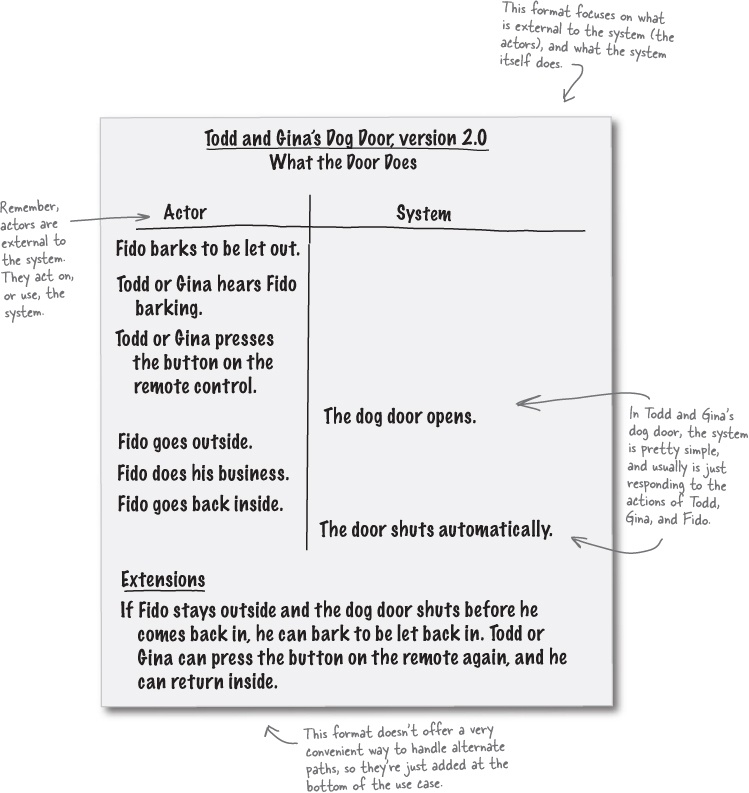 This format focuses on what
is external to the system (the
actors), and what the system
itself does.
Todd and Gina's Dog Door, version 2.0
What the Door Does
Remember,
actors are
external to
the system.
They act on,
or use, the
system.
Actor
System
Fido barks to be let out.
Todd or Gina hears Fido
barking.
Todd or Gina presses
the button on the
remote control.
The dog door opens.
Fido goes outside.
Fido does his business.
Fido goes back inside.
The door shuts automatically.
In Todd and Gina's
dog door, the system
is pretty simple,
and usually is just
responding to the
actions of Todd,
Gina, and Fido.
Extensions
If Fido stays outside and the dog door shuts before he
comes back in, he can bark to be let back in. Todd or
Gina can press the button on the remote again, and he
can return inside.
This format doesn't offer a very
convenient way to handle alternate
paths, so they're just added at the
bottom of the use case.